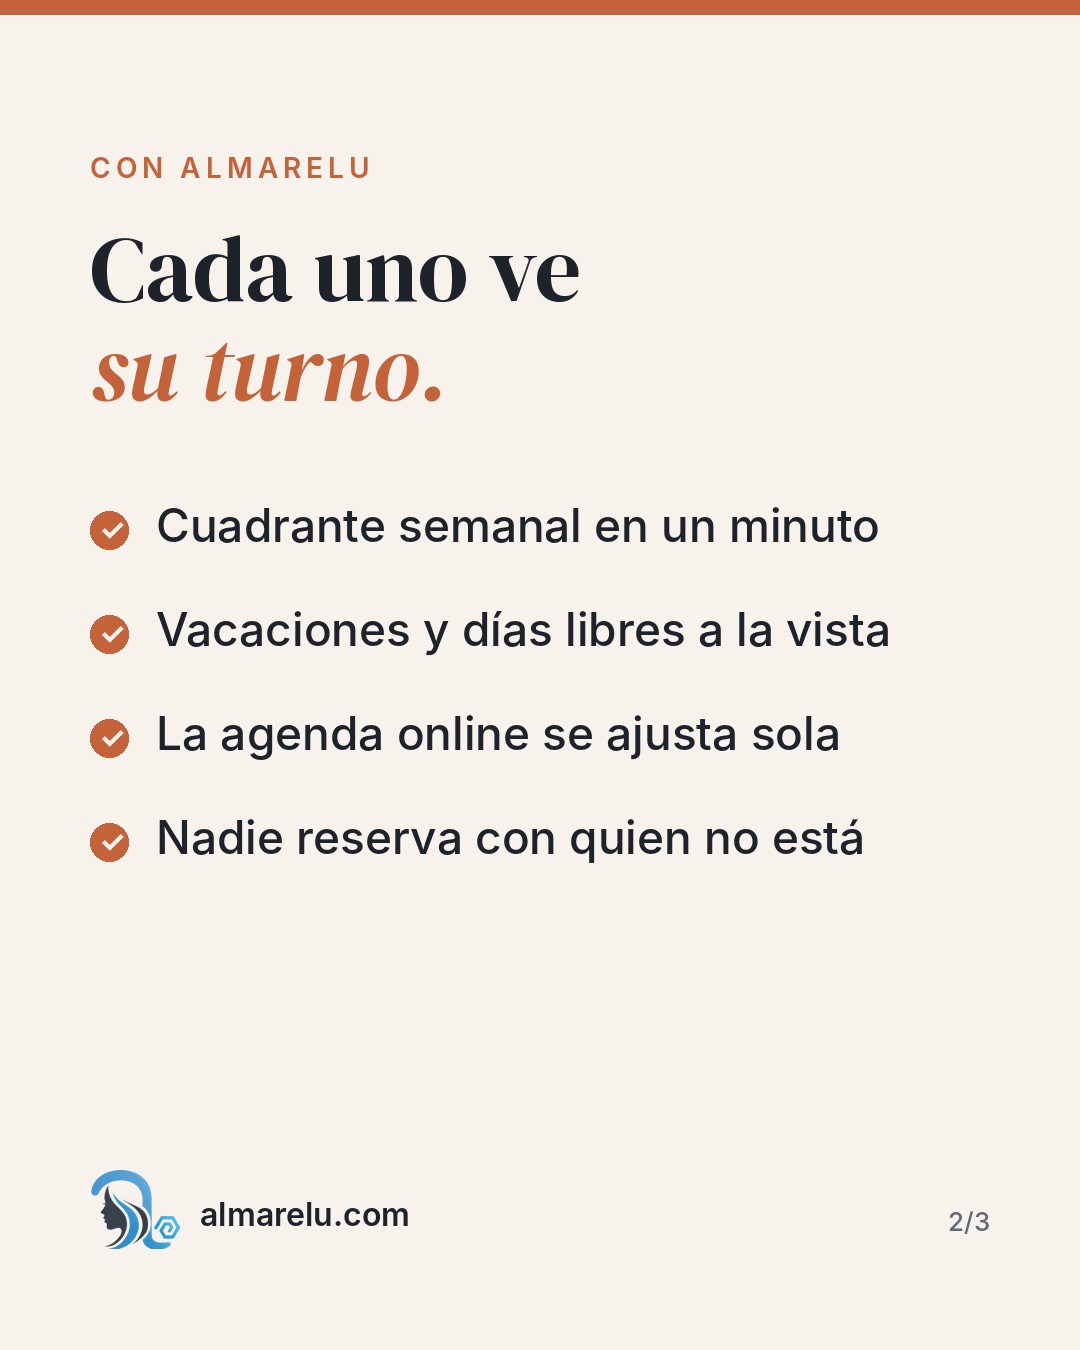 CON ALMARELU
Cada uno ve
su turno.
Cuadrante semanal en un minuto
Vacaciones y días libres a la vista
La agenda online se ajusta sola
Nadie reserva con quien no está
almarelu.com
2/3